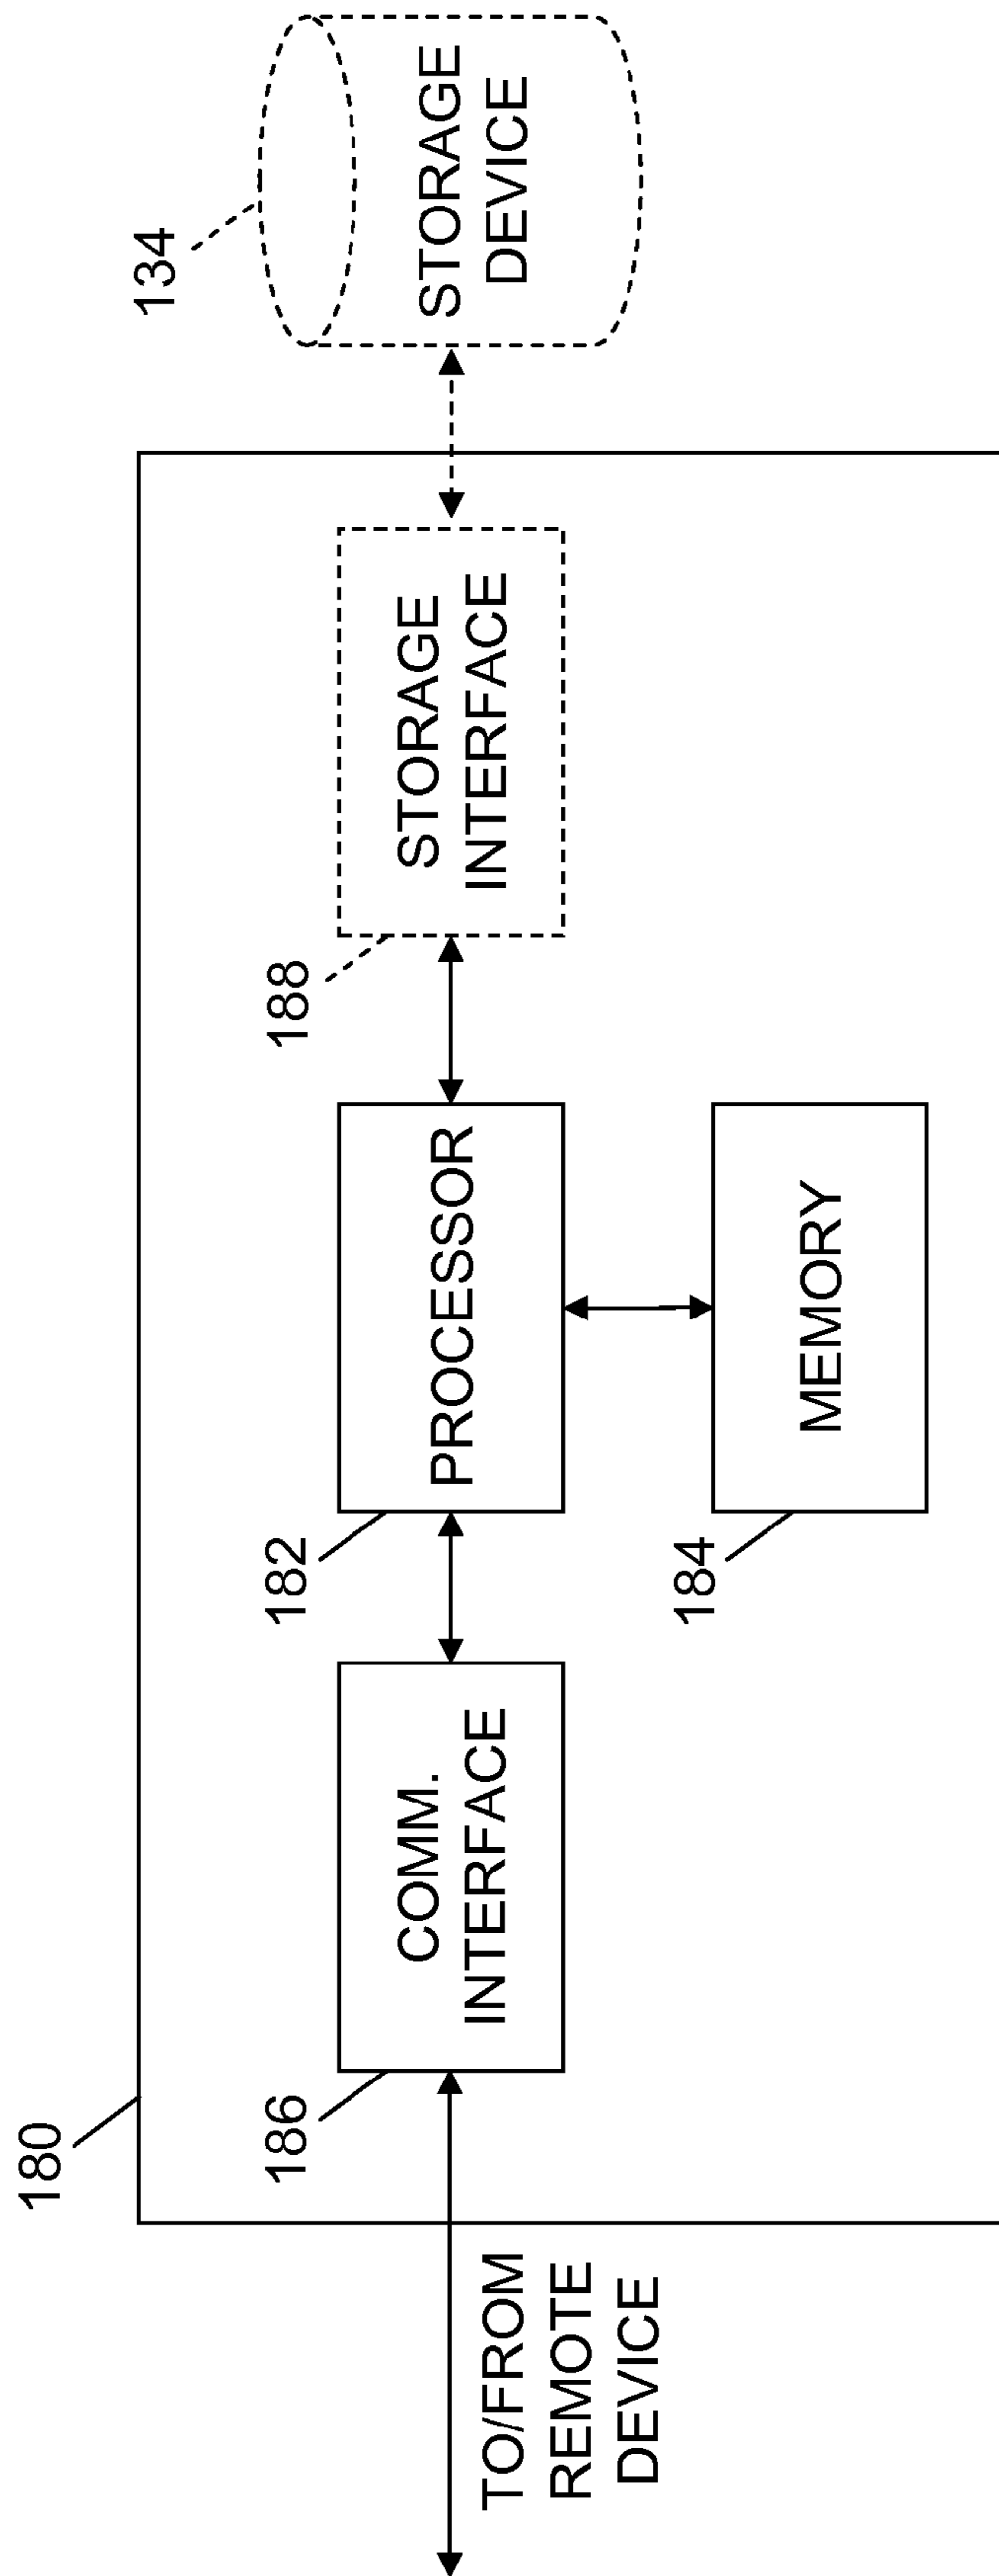 180
134
186
182
188
COMM.
INTERFACE
PROCESSOR
STORAGE
INTERFACE
STORAGE
DEVICE
TO/FROM
REMOTE
DEVICE
184
MEMORY